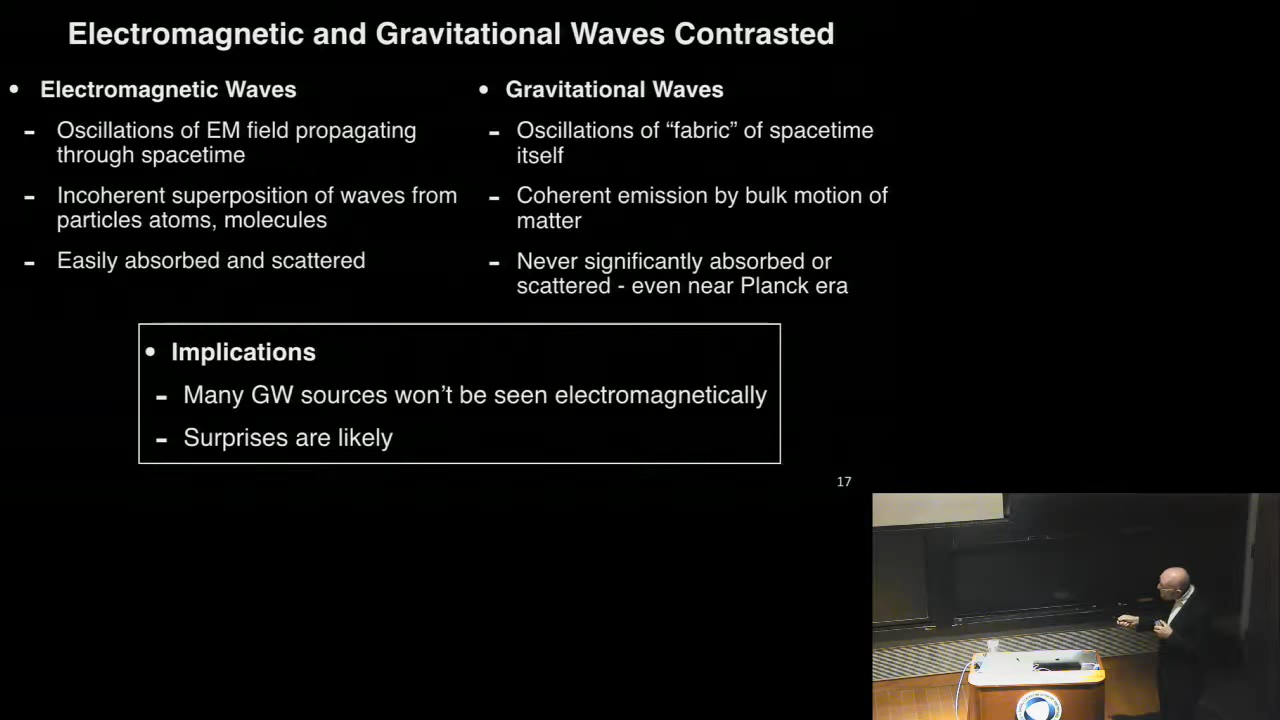 Electromagnetic and Gravitational Waves Contrasted
• Electromagnetic Waves
- Oscillations of EM field propagating
through spacetime
- Incoherent superposition of waves from
particles atoms, molecules
- Easily absorbed and scattered
• Gravitational Waves
- Oscillations of “fabric” of spacetime
itself
- Coherent emission by bulk motion of
matter
- Never significantly absorbed or
scattered - even near Planck era
• Implications
- Many GW sources won’t be seen electromagnetically
- Surprises are likely
17